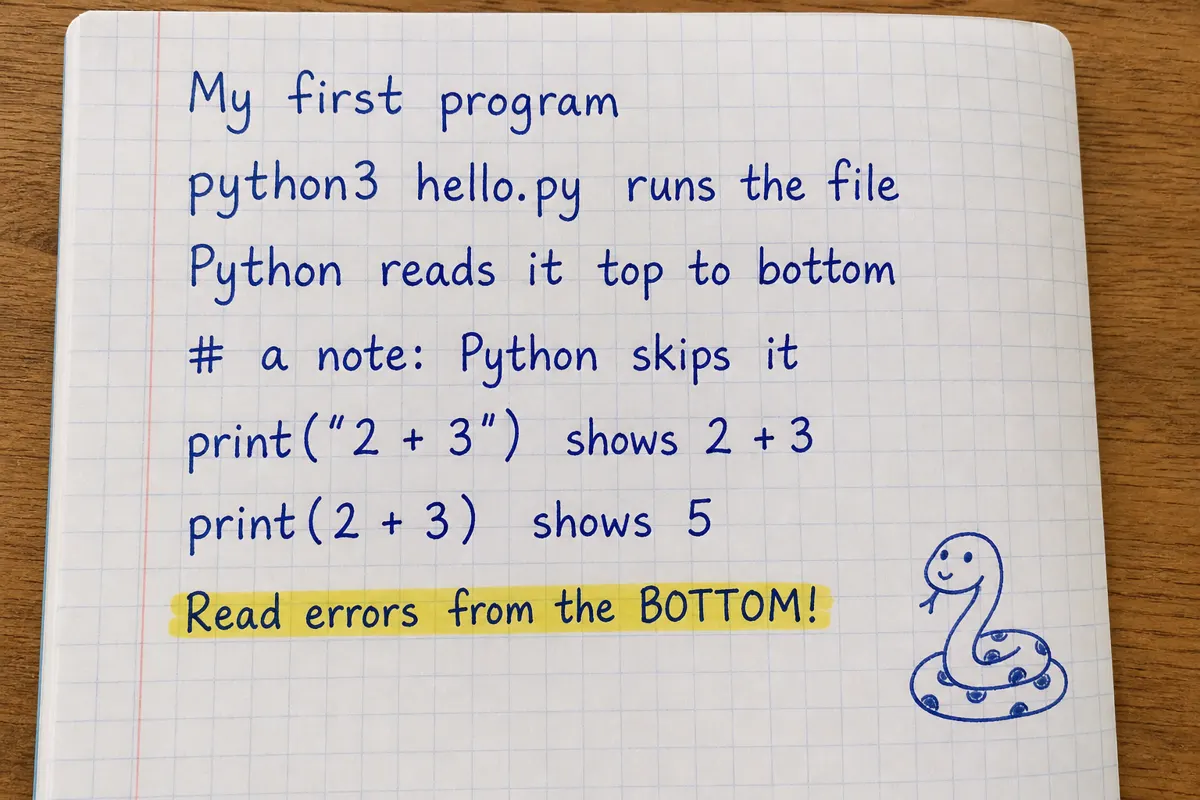 My first program
python3 hello.py runs the file
Python reads it top to bottom
# a note: Python skips it
print("2 + 3") shows 2 + 3
print(2 + 3) shows 5
Read errors from the BOTTOM!